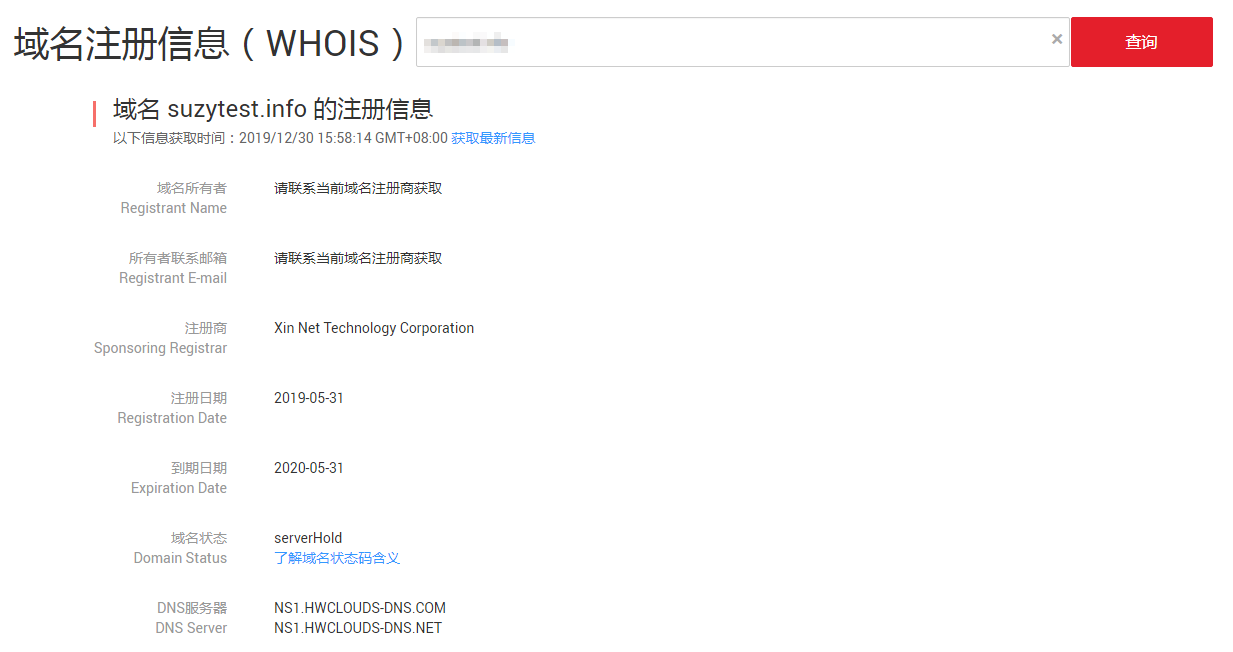 域名注册信息（WHOIS）
×
查询
域名 suzytest.info 的注册信息
以下信息获取时间：2019/12/30 15:58:14 GMT+08:00 获取最新信息
域名所有者 请联系当前域名注册商获取
Registrant Name
所有者联系邮箱 请联系当前域名注册商获取
Registrant E-mail
注册商 Xin Net Technology Corporation
Sponsoring Registrar
注册日期 2019-05-31
Registration Date
到期日期 2020-05-31
Expiration Date
域名状态 serverHold
Domain Status 了解域名状态码含义
DNS服务器 NS1.HWCLOUDS-DNS.COM
DNS Server NS1.HWCLOUDS-DNS.NET